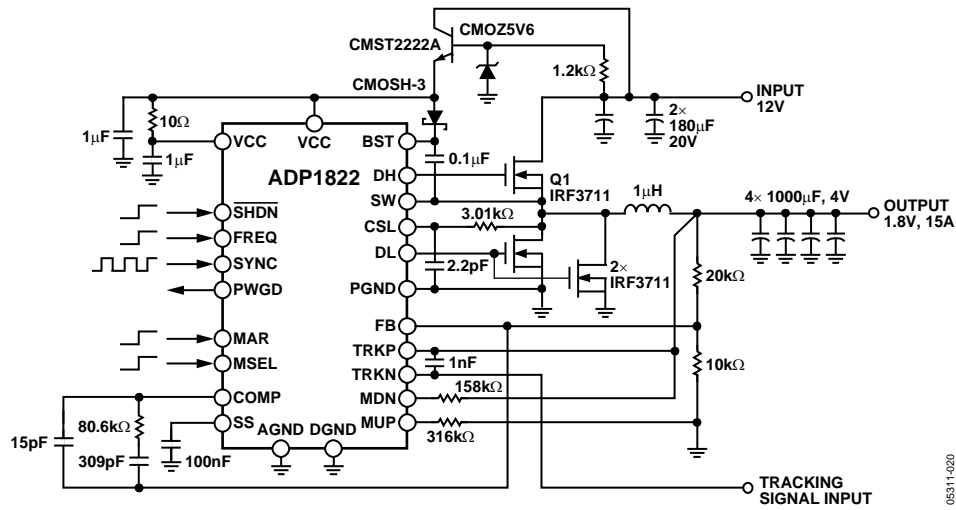 CMOZ5V6
CMST2222A
1.2kΩ
CMOSH-3
INPUT
12V
2×
180μF
20V
10Ω
1μF
1μF
VCC
VCC
BST
0.1μF
ADP1822
DH
Q1
IRF3711
SW
1μH
4× 1000μF, 4V
OUTPUT
1.8V, 15A
SHDN
3.01kΩ
CSL
FREQ
DL
SYNC
2.2pF
2×
IRF3711
20kΩ
PWGD
PGND
FB
MAR
TRKP
1nF
10kΩ
MSEL
TRKN
158kΩ
COMP
MDN
SS
AGND DGND
MUP
316kΩ
15pF
80.6kΩ
309pF
100nF
TRACKING
SIGNAL INPUT
05311-020